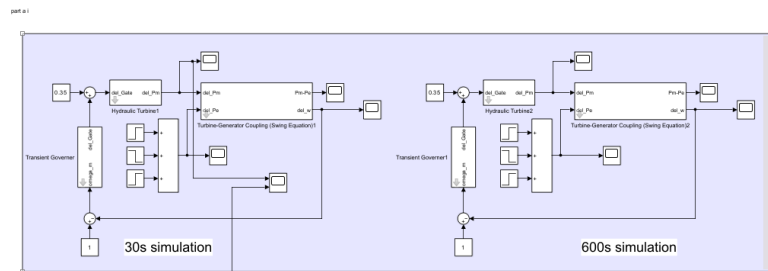 part a i
0.35
del_Gate
del_Pm
Hydraulic Turbine1
del_Pm
del_Pe
Pm-Pe
del_w
Turbine-Generator Coupling (Swing Equation)1
Transient Governer
del_Gate
omega_m
1
30s simulation
0.35
del_Gate
del_Pm
Hydraulic Turbine2
del_Pm
del_Pe
Pm-Pe
del_w
Turbine-Generator Coupling (Swing Equation)2
Transient Governer1
del_Gate
omega_m
1
600s simulation